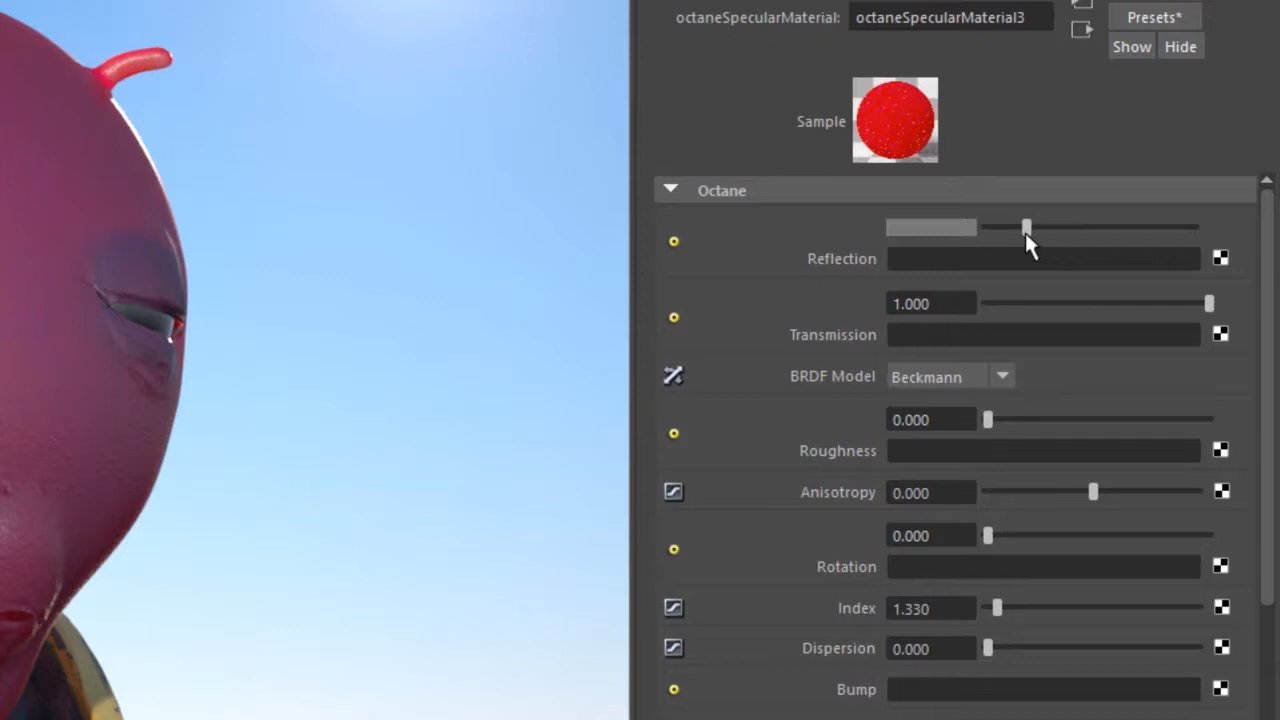 octaneSpecularMaterial: octaneSpecularMaterial3
Presets*
Show Hide
Sample
Octane
Reflection
1.000
Transmission
BRDF Model Beckmann
0.000
Roughness
Anisotropy 0.000
0.000
Rotation
Index 1.330
Dispersion 0.000
Bump